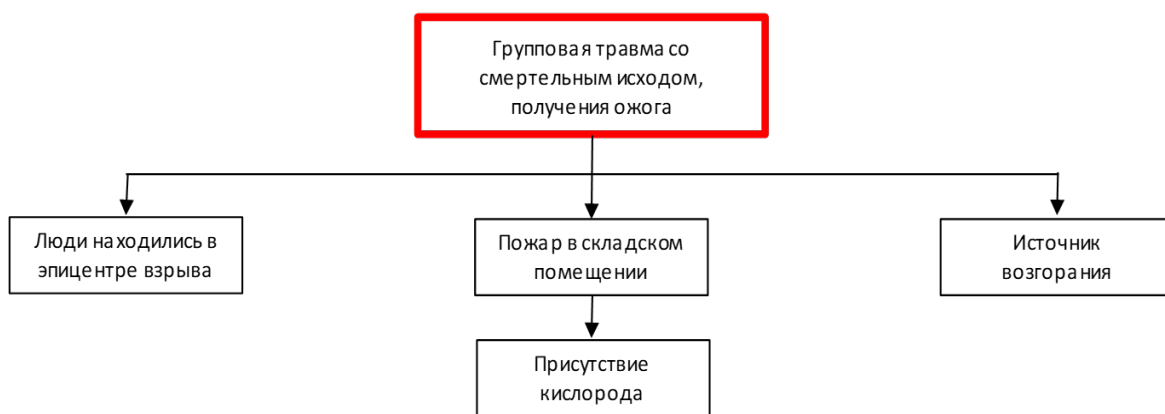 Групповая травма со
смертельным исходом,
получения ожога
Люди находились в
эпицентре взрыва
Пожар в складском
помещении
Источник
возгорания
Присутствие
кислорода